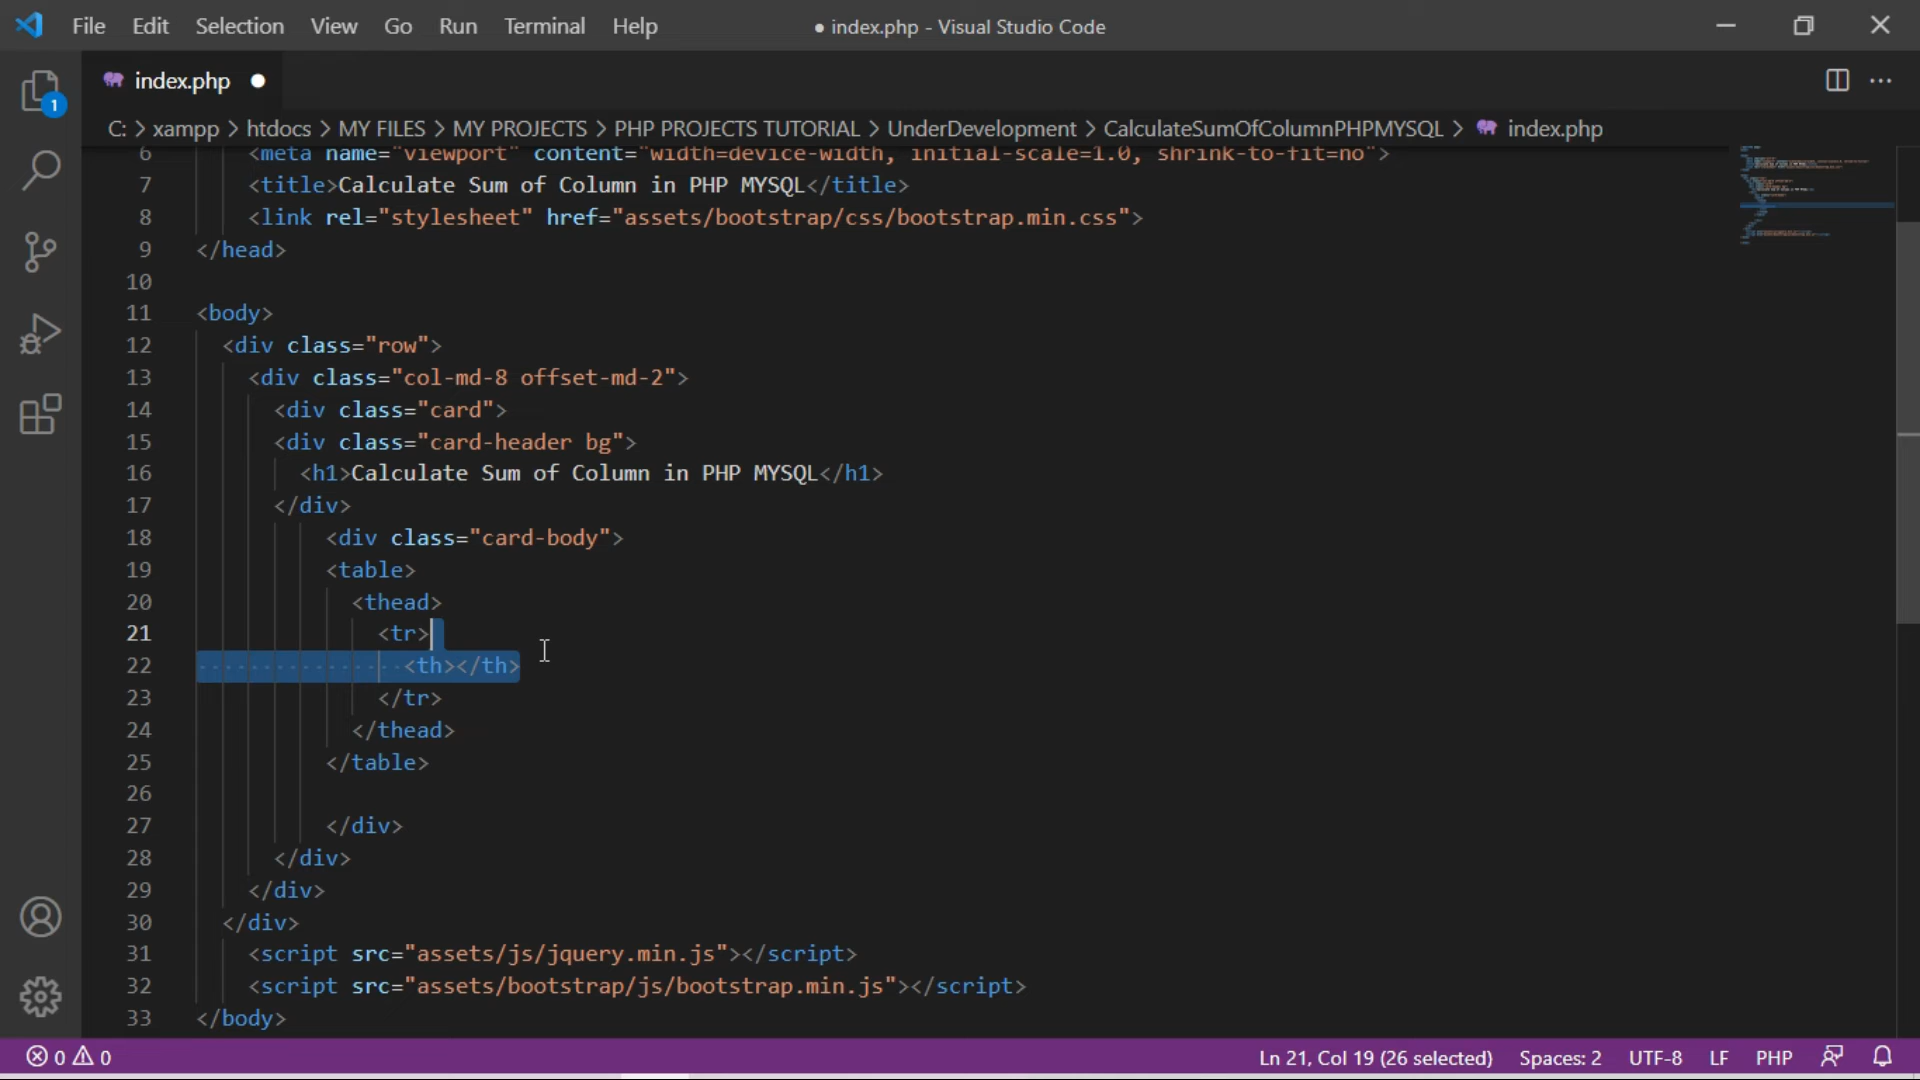 File Edit Selection View Go Run Terminal Help ● index.php - Visual Studio Code
index.php ●
C: > xampp > htdocs > MY FILES > MY PROJECTS > PHP PROJECTS TUTORIAL > UnderDevelopment > CalculateSumOfColumnPHPMYSQL > index.php
1
6 <meta name="viewport" content="width=device-width, initial-scale=1.0, shrink-to-fit=no">
7 <title>Calculate Sum of Column in PHP MYSQL</title>
8 <link rel="stylesheet" href="assets/bootstrap/css/bootstrap.min.css">
9 </head>
10
11 <body>
12 <div class="row">
13 <div class="col-md-8 offset-md-2">
14 <div class="card">
15 <div class="card-header bg">
16 <h1>Calculate Sum of Column in PHP MYSQL</h1>
17 </div>
18 <div class="card-body">
19 <table>
20 <thead>
21 <tr>
22 <th></th>
23 </tr>
24 </thead>
25 </table>
26
27 </div>
28 </div>
29 </div>
30 </div>
31 <script src="assets/js/jquery.min.js"></script>
32 <script src="assets/bootstrap/js/bootstrap.min.js"></script>
33 </body>
0 0 Ln 21, Col 19 (26 selected) Spaces: 2 UTF-8 LF PHP